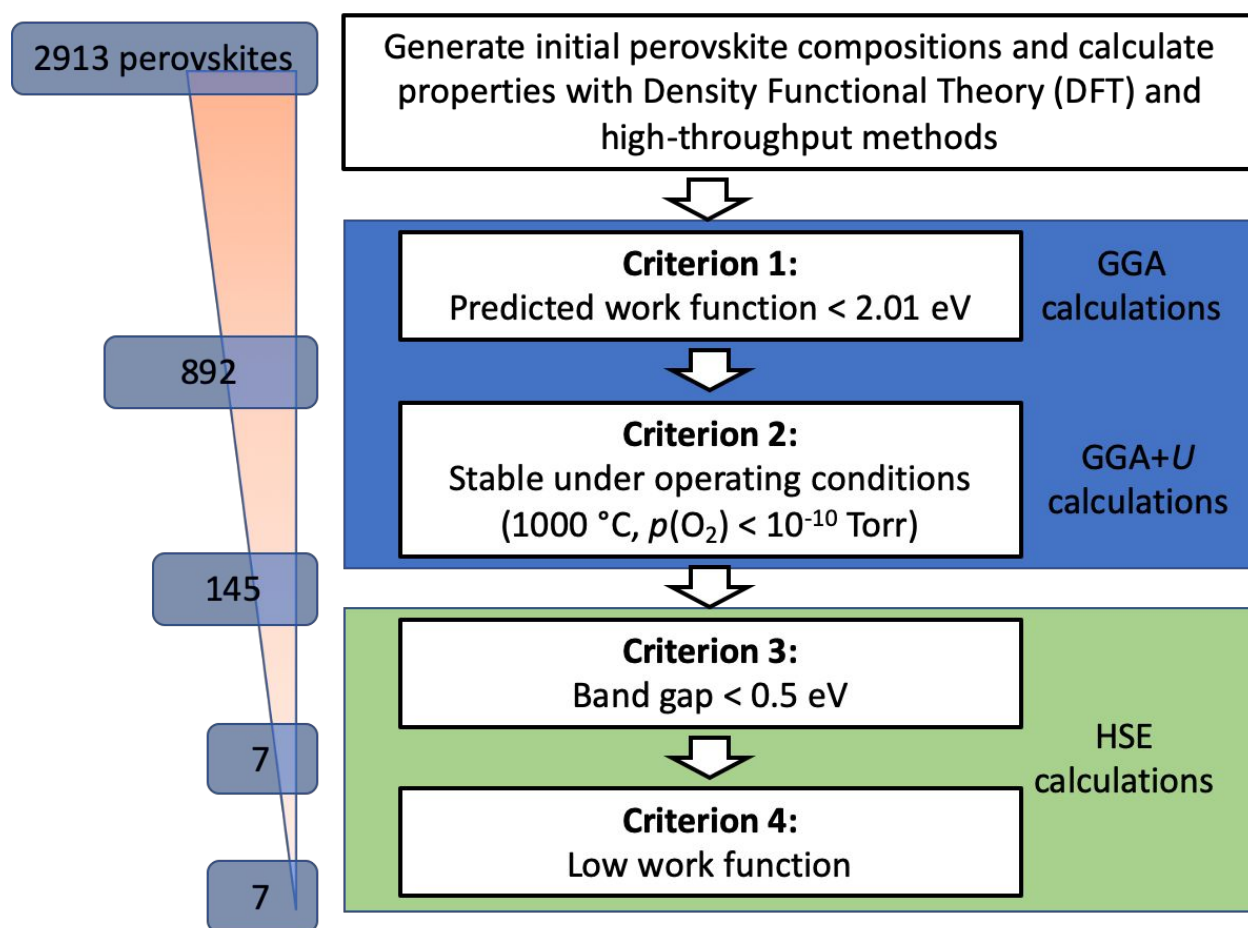 2913 perovskites
Generate initial perovskite compositions and calculate
properties with Density Functional Theory (DFT) and
high-throughput methods
Criterion 1:
Predicted work function < 2.01 eV
GGA
calculations
892
Criterion 2:
Stable under operating conditions
(1000 °C, p(O₂) < 10⁻¹⁰ Torr)
GGA+U
calculations
145
Criterion 3:
Band gap < 0.5 eV
7
HSE
calculations
Criterion 4:
Low work function
7